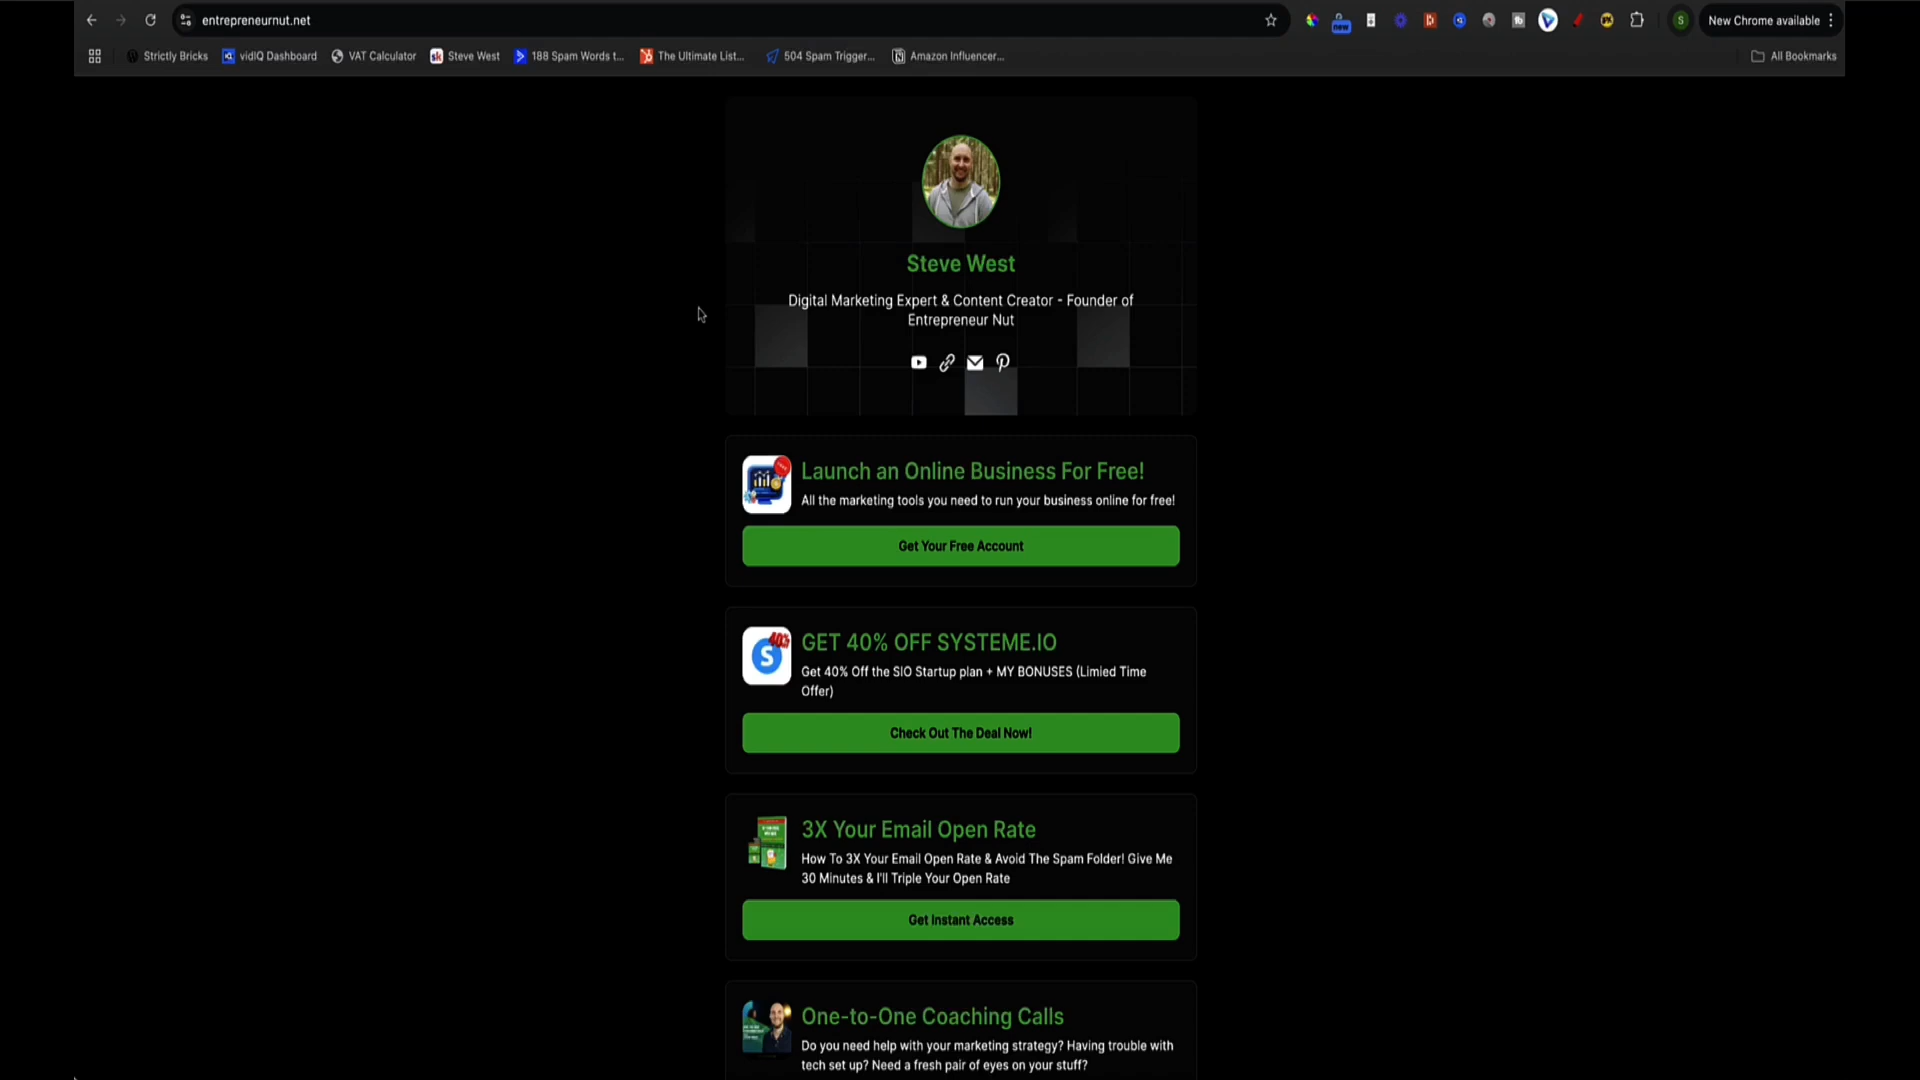 entrepreneurnut.net
S
New Chrome available
Strictly Bricks
vidIQ Dashboard
VAT Calculator
sk
Steve West
188 Spam Words t...
The Ultimate List...
504 Spam Trigger...
Amazon Influencer...
All Bookmarks
Steve West
Digital Marketing Expert & Content Creator - Founder of
Entrepreneur Nut
Launch an Online Business For Free!
All the marketing tools you need to run your business online for free!
Get Your Free Account
40%
S
GET 40% OFF SYSTEME.IO
Get 40% Off the SIO Startup plan + MY BONUSES (Limied Time
Offer)
Check Out The Deal Now!
3X Your Email Open Rate
How To 3X Your Email Open Rate & Avoid The Spam Folder! Give Me
30 Minutes & I'll Triple Your Open Rate
Get Instant Access
One-to-One Coaching Calls
Do you need help with your marketing strategy? Having trouble with
tech set up? Need a fresh pair of eyes on your stuff?